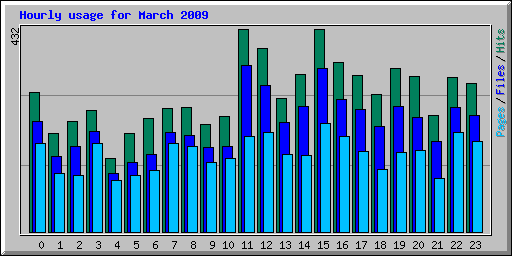 Hourly usage for March 2009
432
Pages / Files / Hits
0 1 2 3 4 5 6 7 8 9 10 11 12 13 14 15 16 17 18 19 20 21 22 23